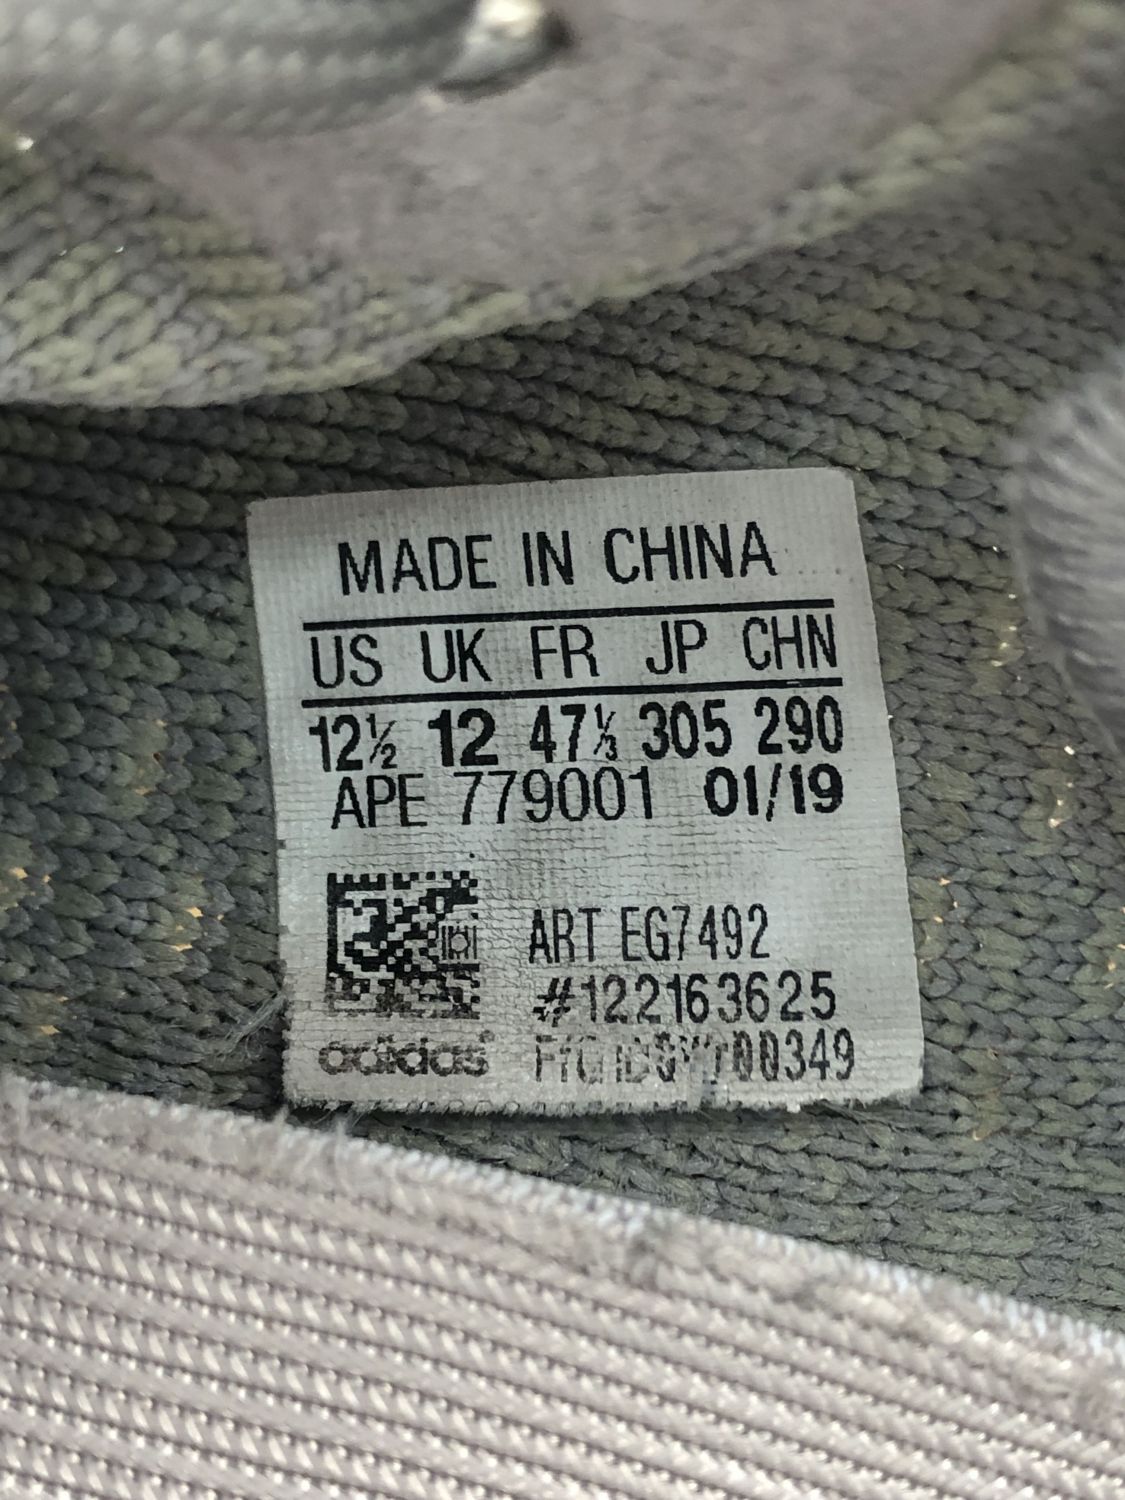 MADE IN CHINA
US UK FR JP CHN
12½ 12 47⅓ 305 290
APE 779001 01/19
ART EG7492
#122163625
adidas